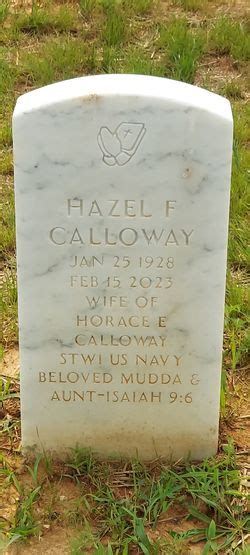 HAZEL F
CALLOWAY
JAN 25 1928
FEB 15 2023
WIFE OF
HORACE E
CALLOWAY
STW1 US NAVY
BELOVED MUDDA &
AUNT-ISAIAH 9:6